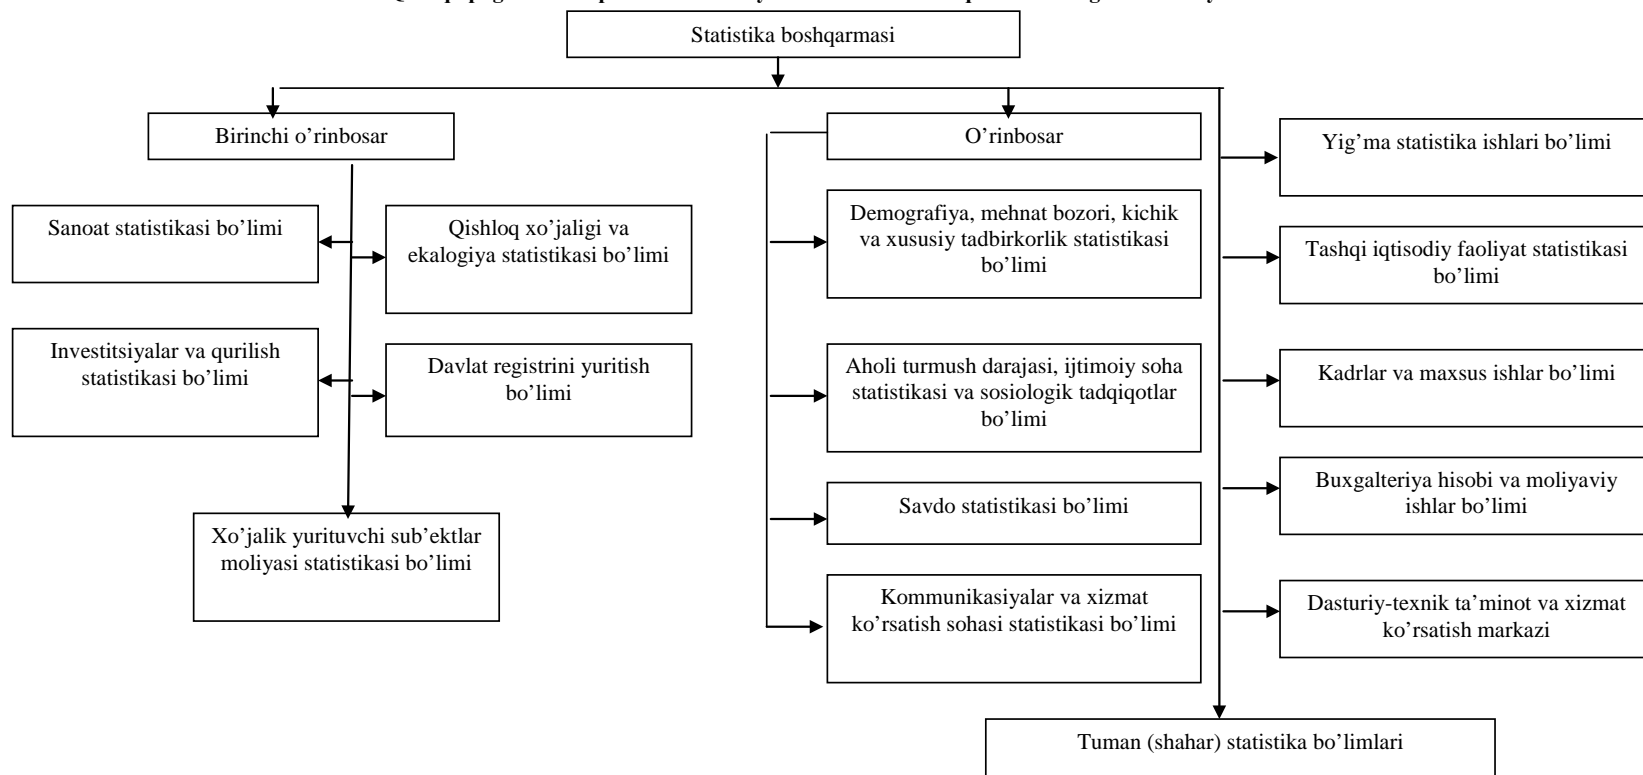 Statistika boshqarmasi
Birinchi o’rinbosar
O’rinbosar
Yig’ma statistika ishlari bo’limi
Sanoat statistikasi bo’limi
Qishloq xo’jaligi va
ekalogiya statistikasi bo’limi
Demografiya, mehnat bozori, kichik
va xususiy tadbirkorlik statistikasi
bo’limi
Tashqi iqtisodiy faoliyat statistikasi
bo’limi
Investitsiyalar va qurilish
statistikasi bo’limi
Davlat registrini yuritish
bo’limi
Aholi turmush darajasi, ijtimoiy soha
statistikasi va sosiologik tadqiqotlar
bo’limi
Kadrlar va maxsus ishlar bo’limi
Xo’jalik yurituvchi sub’ektlar
moliyasi statistikasi bo’limi
Savdo statistikasi bo’limi
Buxgalteriya hisobi va moliyaviy
ishlar bo’limi
Kommunikasiyalar va xizmat
ko’rsatish sohasi statistikasi bo’limi
Dasturiy-texnik ta’minot va xizmat
ko’rsatish markazi
Tuman (shahar) statistika bo’limlari